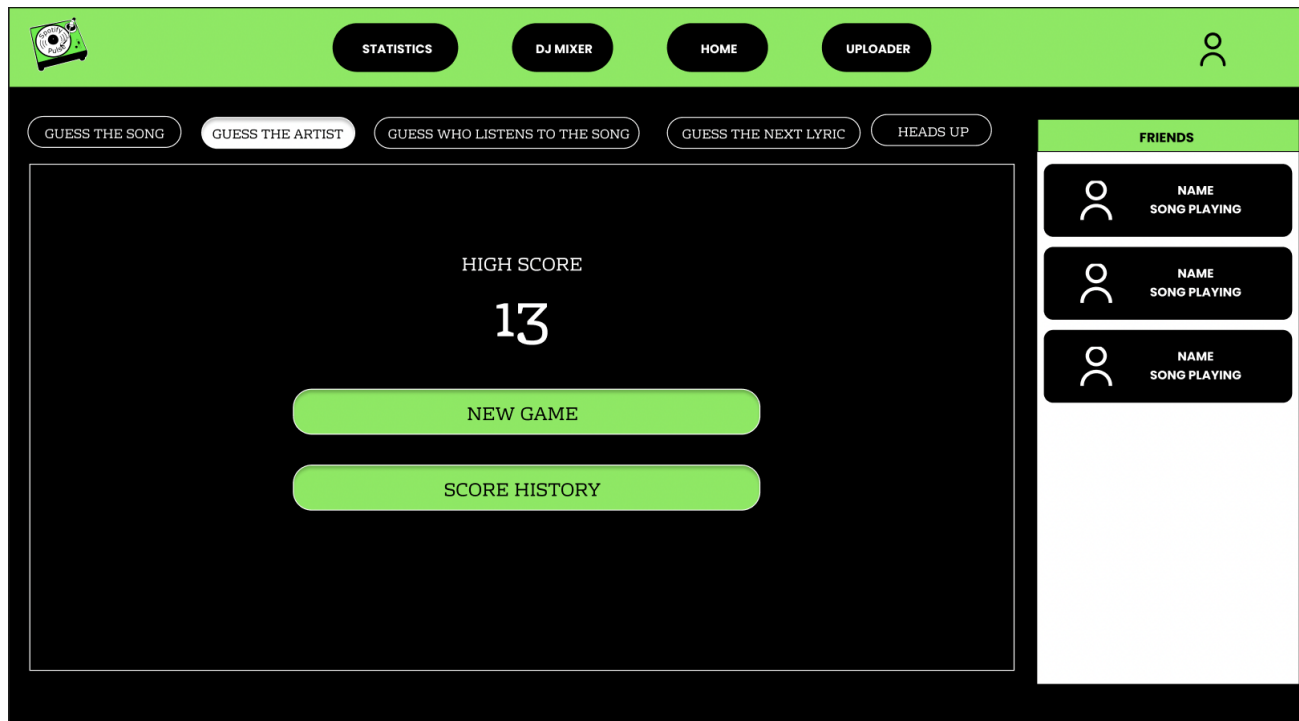 Spotify
Pulse
STATISTICS
DJ MIXER
HOME
UPLOADER
GUESS THE SONG
GUESS THE ARTIST
GUESS WHO LISTENS TO THE SONG
GUESS THE NEXT LYRIC
HEADS UP
HIGH SCORE
13
NEW GAME
SCORE HISTORY
FRIENDS
NAME
SONG PLAYING
NAME
SONG PLAYING
NAME
SONG PLAYING